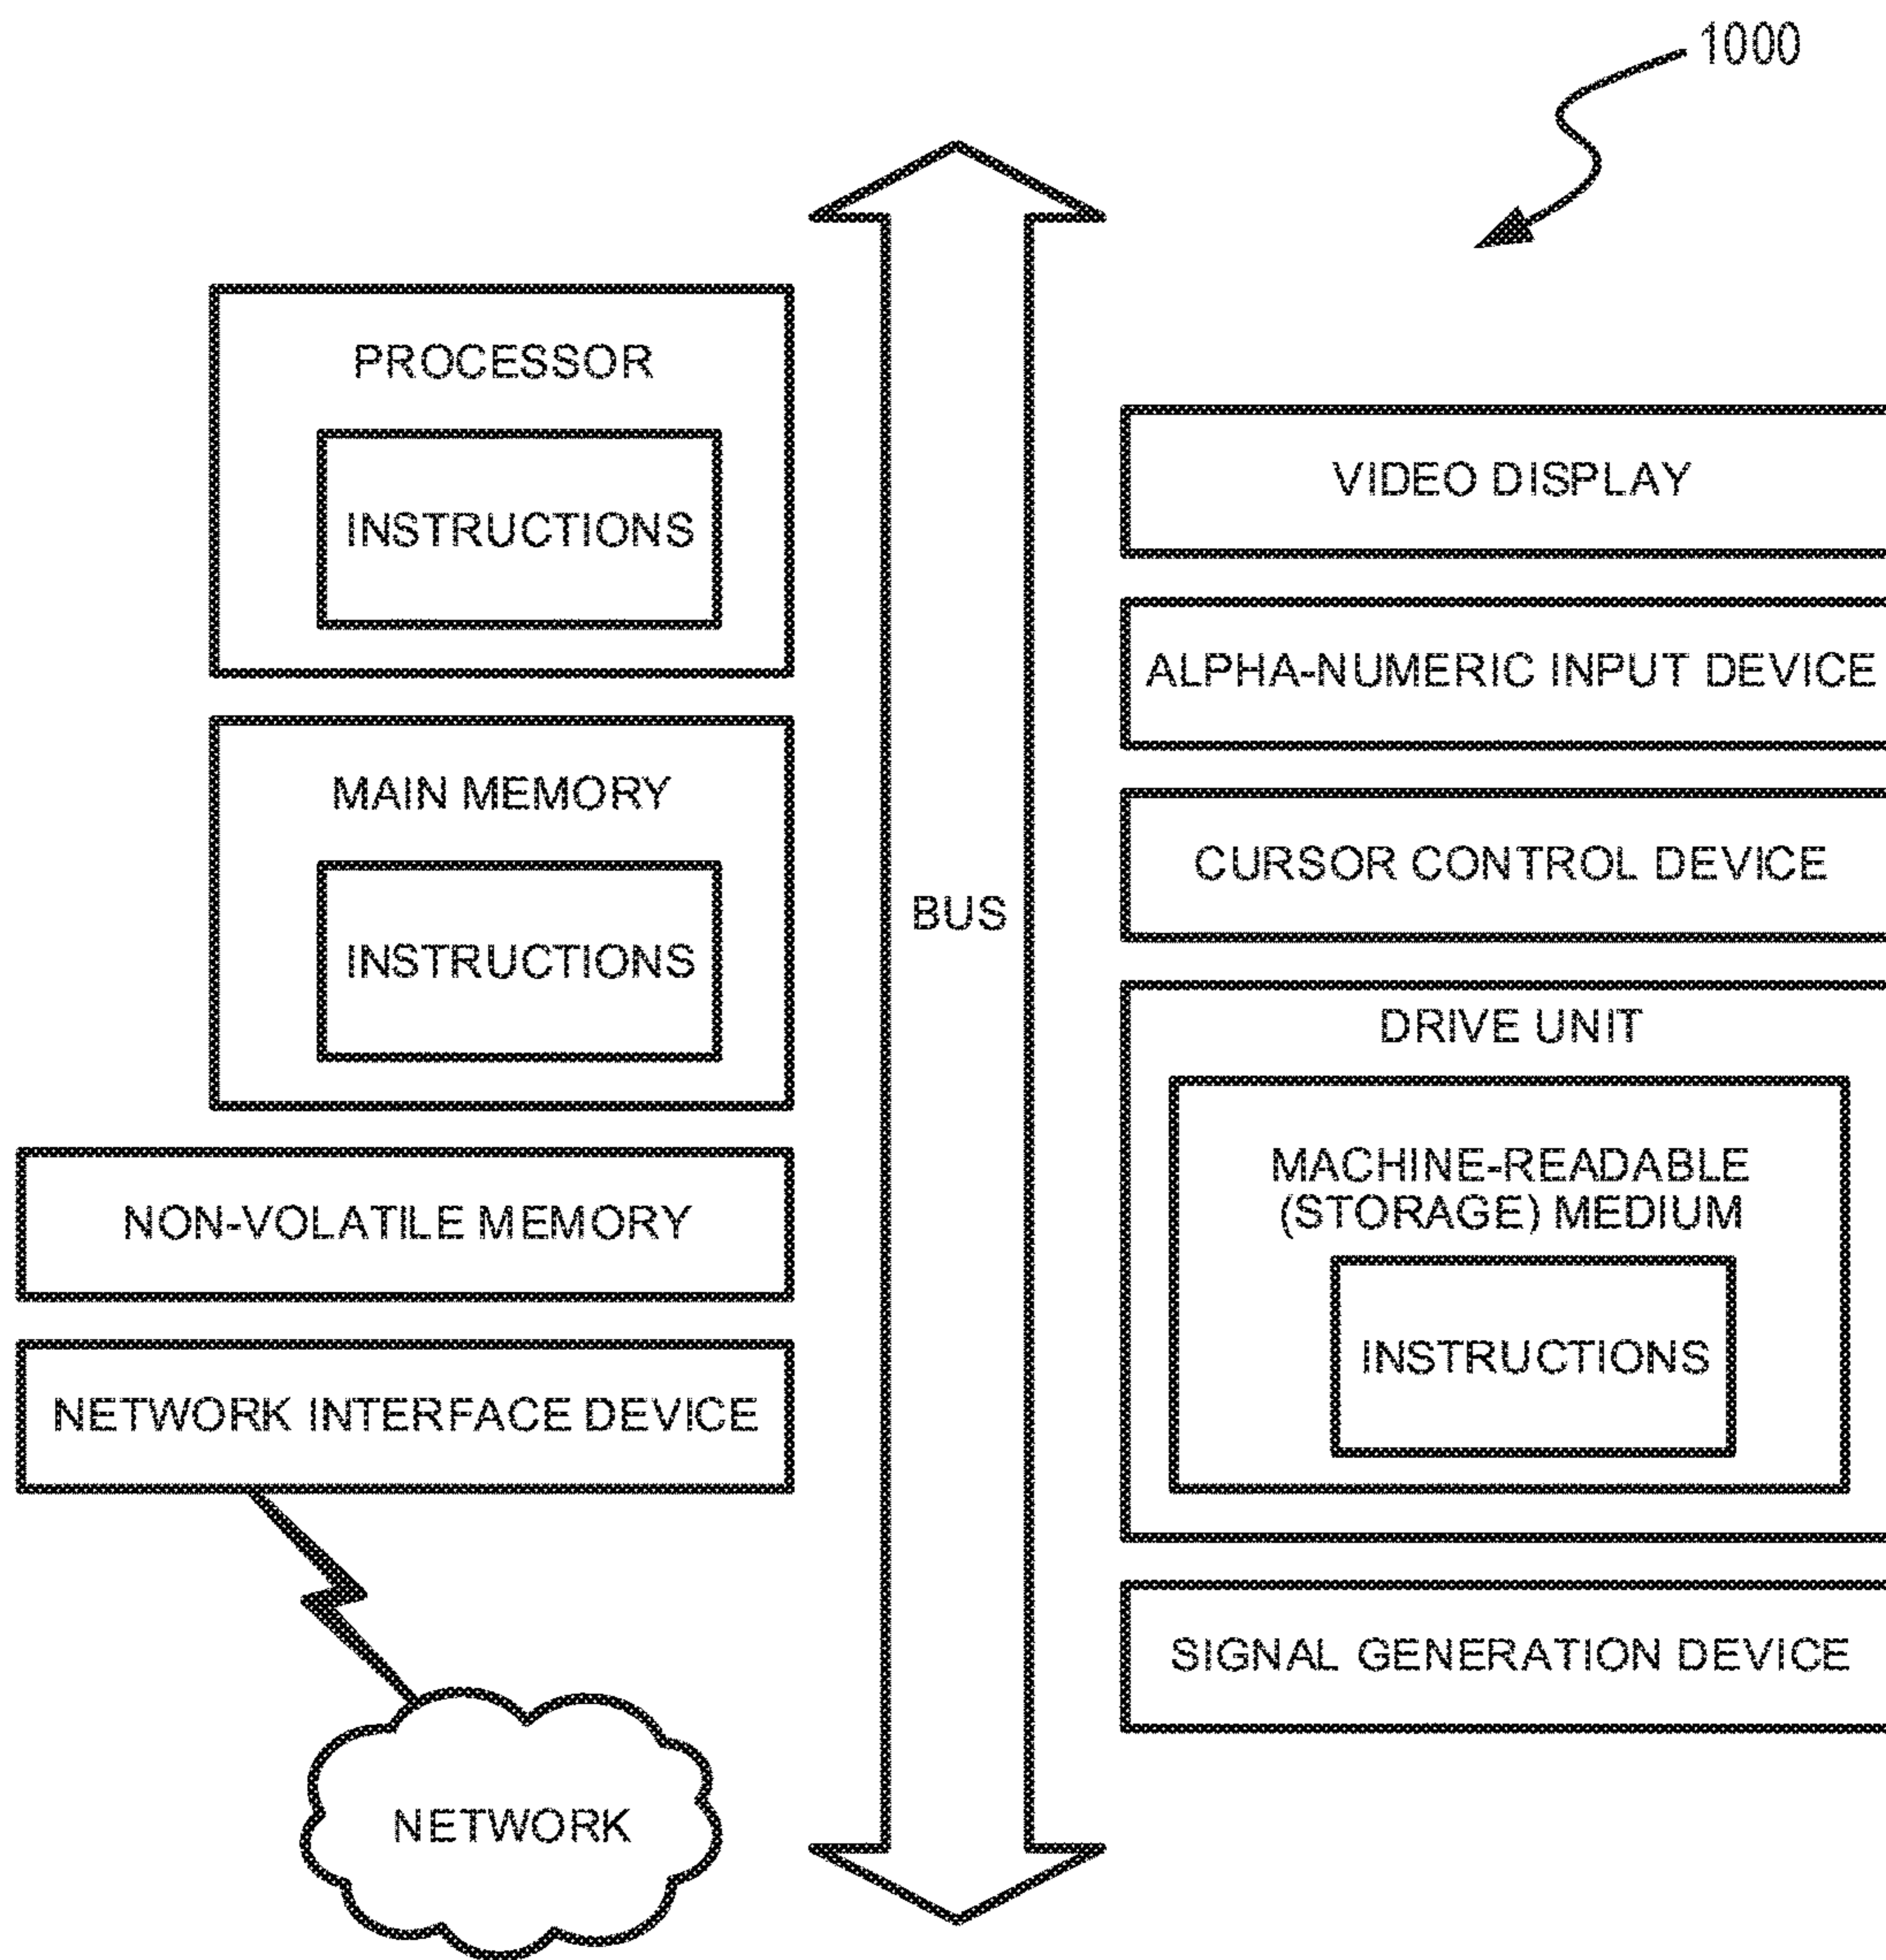 1000
PROCESSOR
INSTRUCTIONS
MAIN MEMORY
INSTRUCTIONS
NON-VOLATILE MEMORY
NETWORK INTERFACE DEVICE
NETWORK
BUS
VIDEO DISPLAY
ALPHA-NUMERIC INPUT DEVICE
CURSOR CONTROL DEVICE
DRIVE UNIT
MACHINE-READABLE
(STORAGE) MEDIUM
INSTRUCTIONS
SIGNAL GENERATION DEVICE